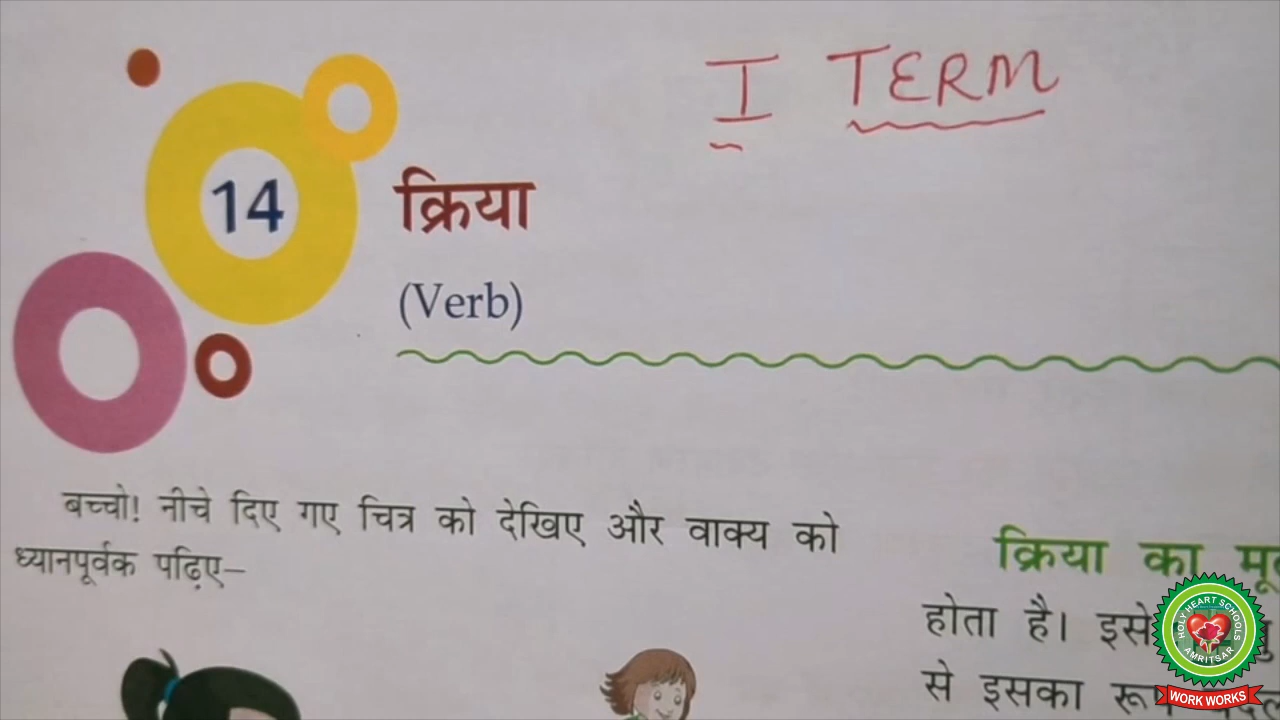 I TERM
14
क्रिया
(Verb)
बच्चो! नीचे दिए गए चित्र को देखिए और वाक्य को
ध्यानपूर्वक पढ़िए–
क्रिया का
होता है। इसे
से इसका
HOLY HEART SCHOOLS
AMRITSAR
WORK WORKS